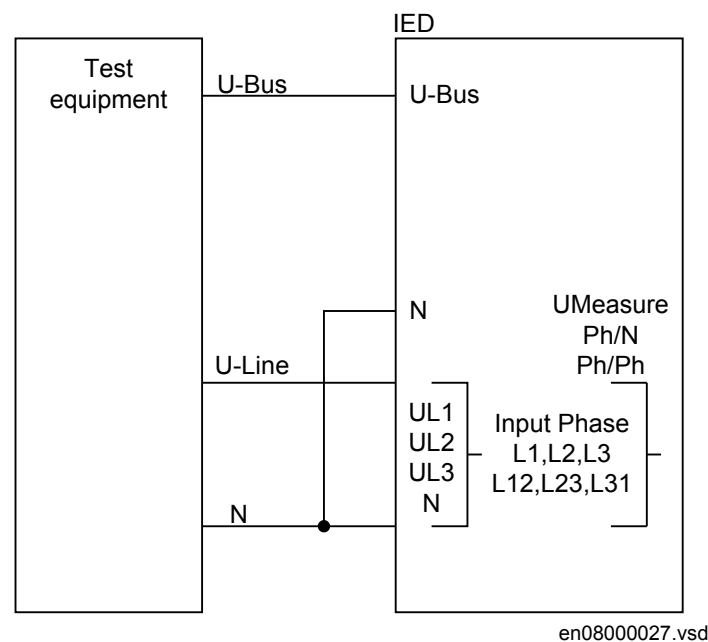 IED
Test
equipment
U-Bus
U-Bus
N
UMeasure
Ph/N
Ph/Ph
U-Line
UL1
UL2
UL3
N
Input Phase
L1,L2,L3
L12,L23,L31
N
en08000027.vsd